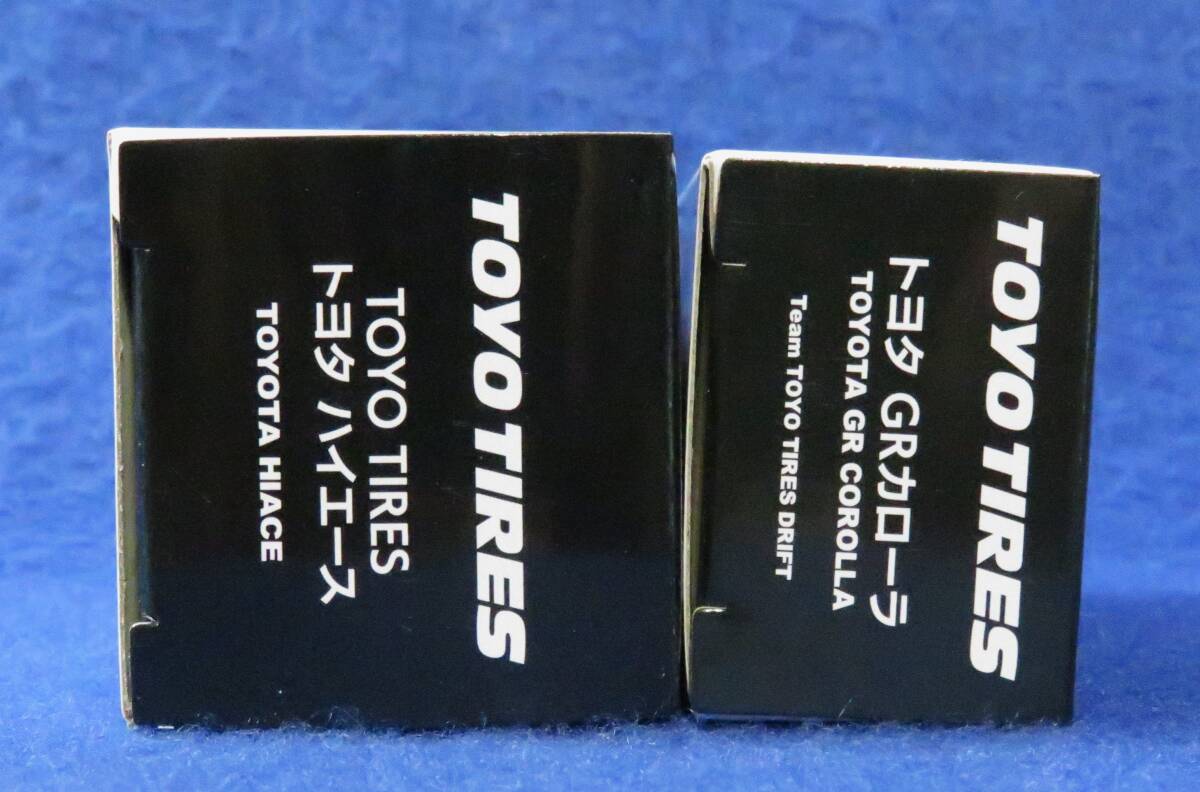 TOYO TIRES
TOYO TIRES
トヨタ ハイエース
TOYOTA HIACE
TOYO TIRES
トヨタ GRカローラ
TOYOTA GR COROLLA
Team TOYO TIRES DRIFT